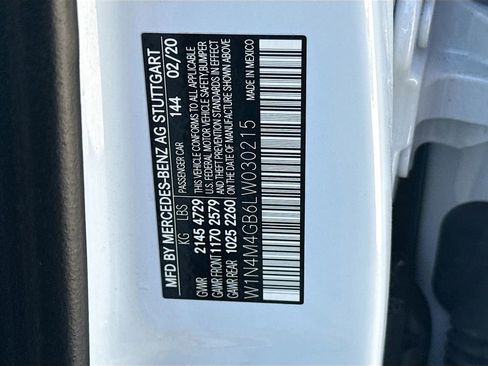 MFD BY MERCEDES-BENZ AG STUTTGART
144 02/20
PASSENGER CAR
THIS VEHICLE CONFORMS TO ALL APPLICABLE
U.S. FEDERAL MOTOR VEHICLE SAFETY,BUMPER
AND THEFT PREVENTION STANDARDS IN EFFECT
ON THE DATE OF MANUFACTURE SHOWN ABOVE
KG LBS
GVWR 2145 4729
GAWR FRONT 1170 2579
GAWR REAR 1025 2260
MADE IN MEXICO
W1N4M4GB6LW030215